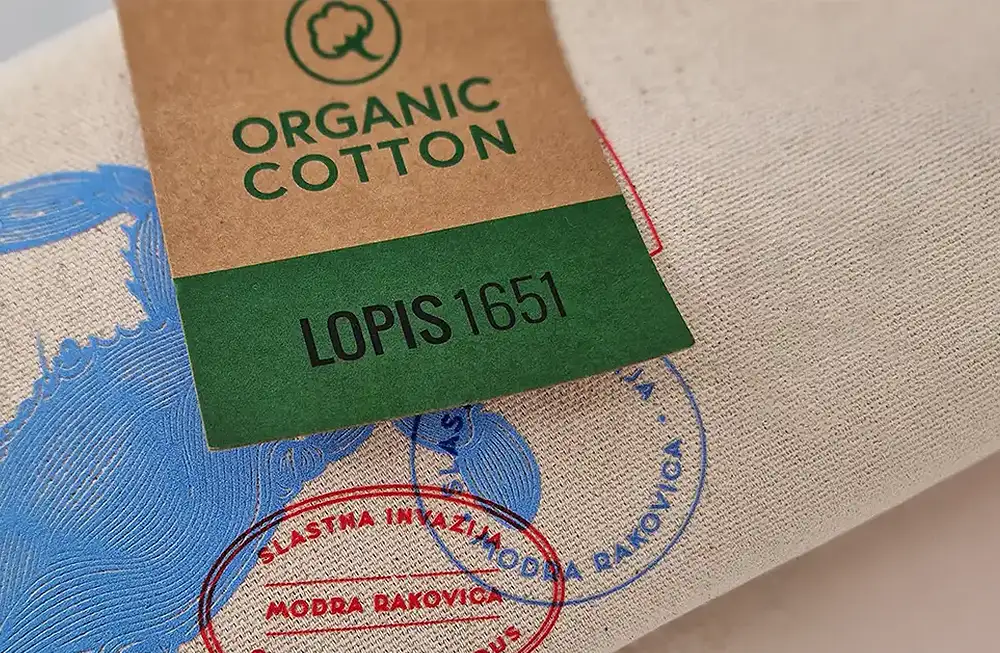 ORGANIC
COTTON
LOPIS 1651
MODRA RAKOVICA
SLASTNA INVAZIJA
MODRA RAKOVICA